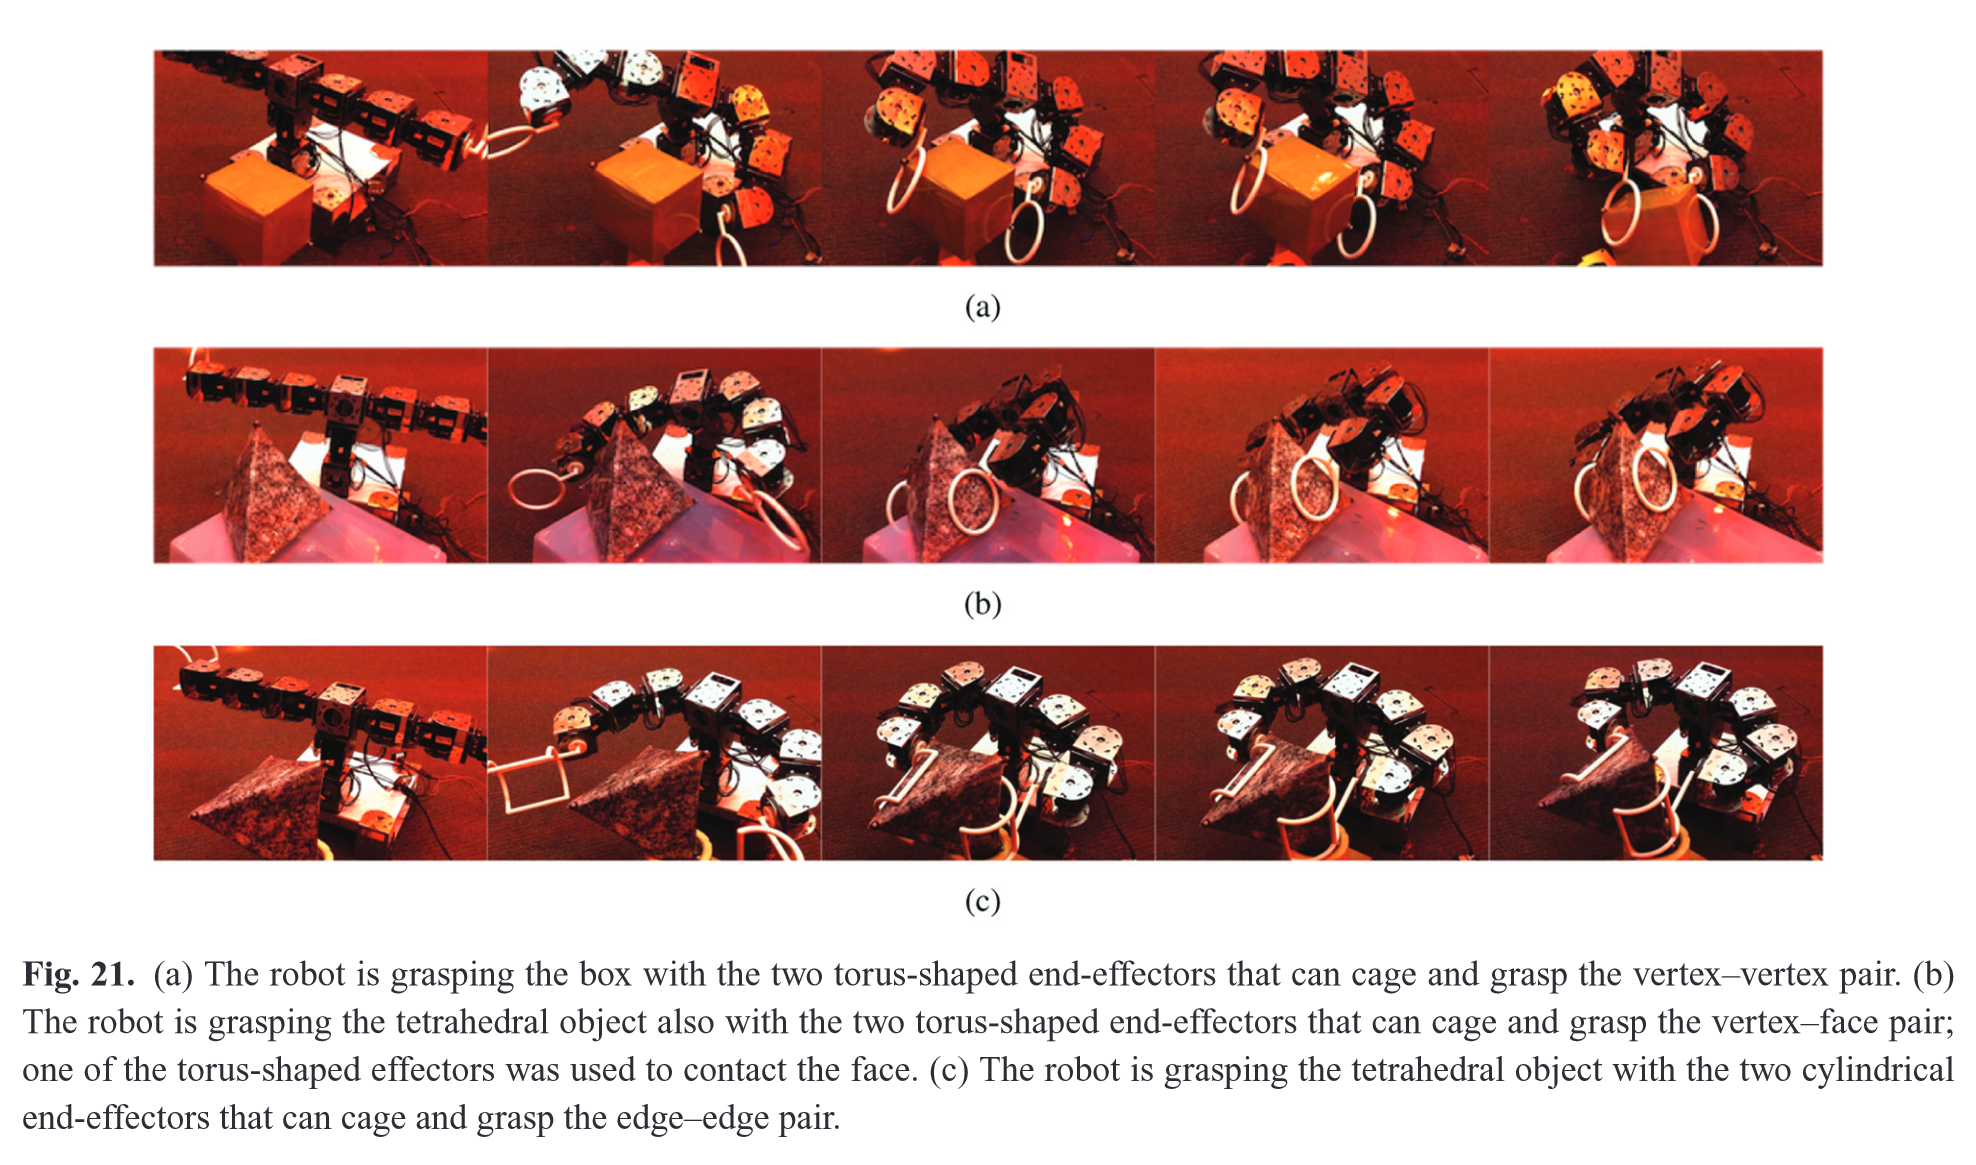 (a)
(b)
(c)
Fig. 21. (a) The robot is grasping the box with the two torus-shaped end-effectors that can cage and grasp the vertex–vertex pair. (b)
The robot is grasping the tetrahedral object also with the two torus-shaped end-effectors that can cage and grasp the vertex–face pair;
one of the torus-shaped effectors was used to contact the face. (c) The robot is grasping the tetrahedral object with the two cylindrical
end-effectors that can cage and grasp the edge–edge pair.